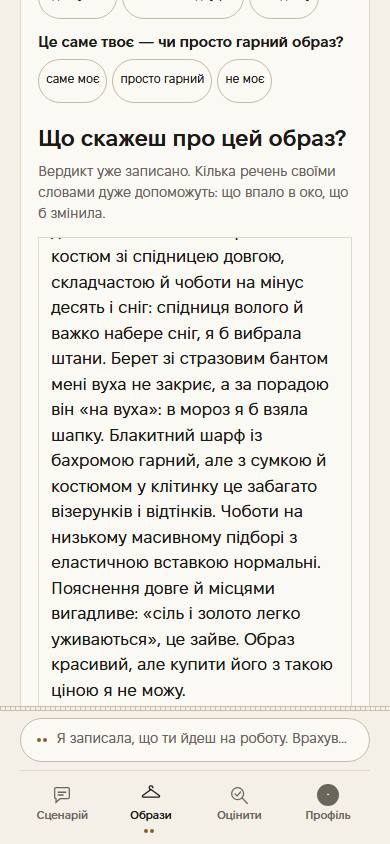 Це саме твоє — чи просто гарний образ?
саме моє
просто гарний
не моє
Що скажеш про цей образ?
Вердикт уже записано. Кілька речень своїми
словами дуже допоможуть: що впало в око, що
б змінила.
костюм зі спідницею довгою,
складчастою й чоботи на мінус
десять і сніг: спідниця волого й
важко набере сніг, я б вибрала
штани. Берет зі стразовим бантом
мені вуха не закриє, а за порадою
він «на вуха»: в мороз я б взяла
шапку. Блакитний шарф із
бахромою гарний, але з сумкою й
костюмом у клітинку це забагато
візерунків і відтінків. Чоботи на
низькому масивному підборі з
еластичною вставкою нормальні.
Пояснення довге й місцями
вигадливе: «сіль і золото легко
уживаються», це зайве. Образ
красивий, але купити його з такою
ціною я не можу.
Я записала, що ти йдеш на роботу. Врахув...
Сценарій
Образи
Оцінити
Профіль